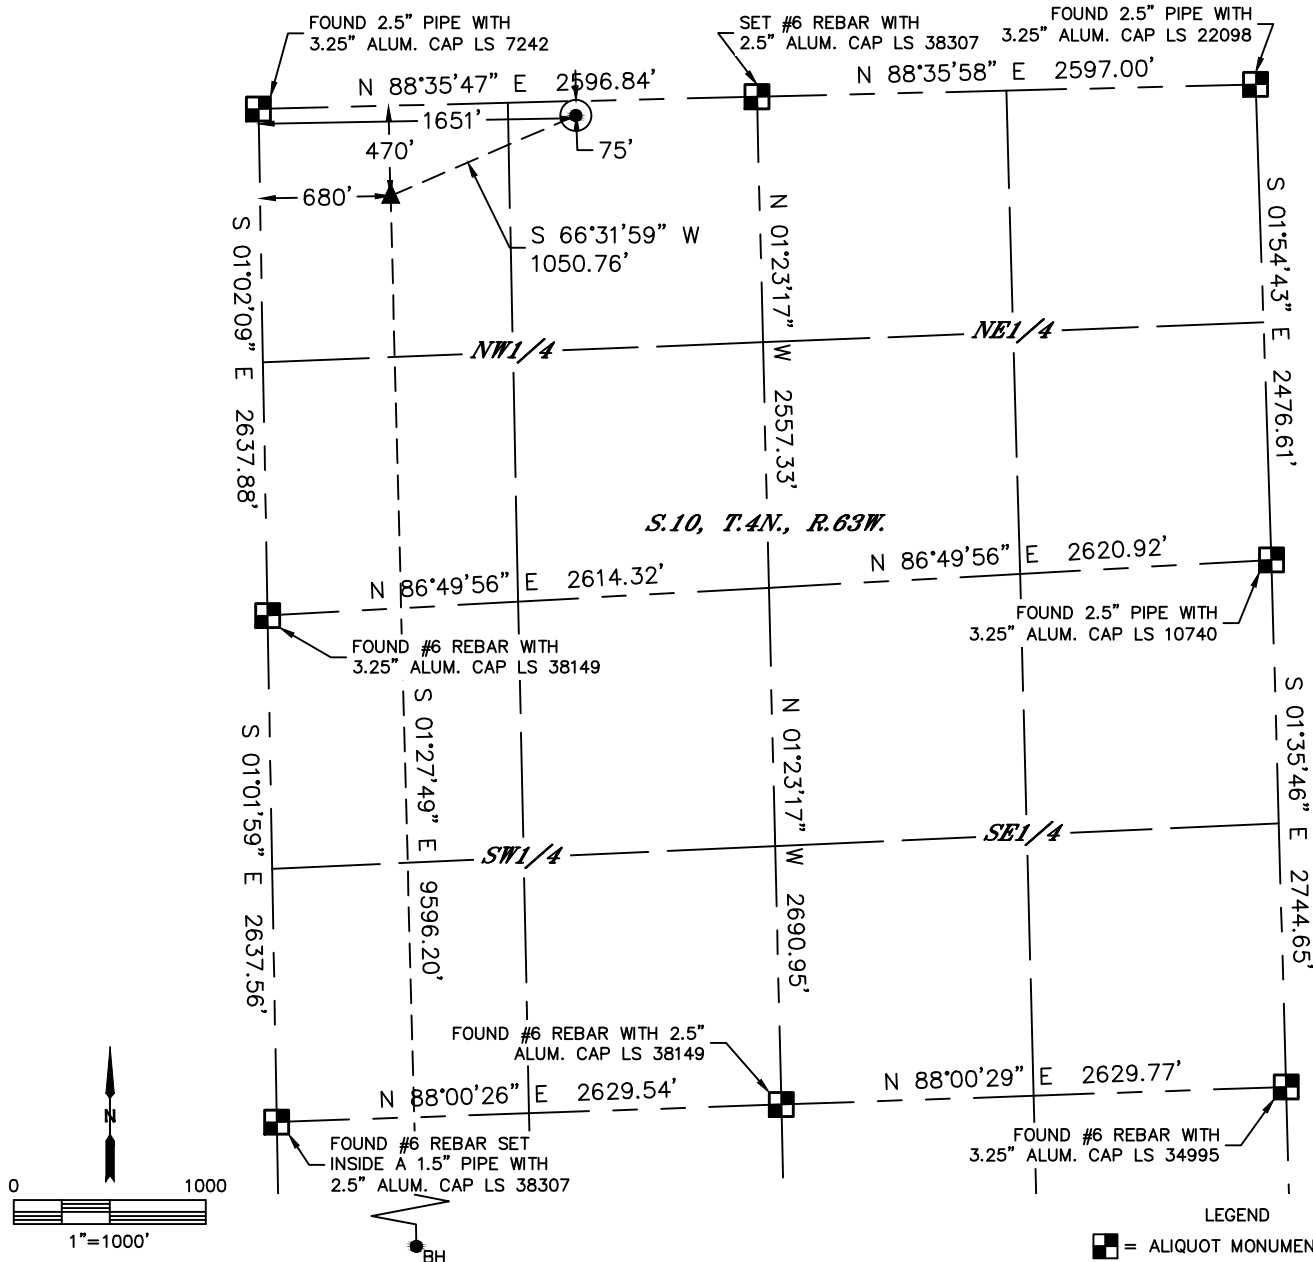 FOUND 2.5" PIPE WITH
3.25" ALUM. CAP LS 7242
SET #6 REBAR WITH
2.5" ALUM. CAP LS 38307
FOUND 2.5" PIPE WITH
3.25" ALUM. CAP LS 22098
N 88°35'47" E 2596.84'
N 88°35'58" E 2597.00'
1651'
470'
75'
680'
S 66°31'59" W
1050.76'
S 01°02'09" E 2637.88'
N 01°23'17" W 2557.33'
S 01°54'43" E 2476.61'
NW1/4
NE1/4
S.10, T.4N., R.63W.
N 86°49'56" E 2614.32'
N 86°49'56" E 2620.92'
FOUND #6 REBAR WITH
3.25" ALUM. CAP LS 38149
FOUND 2.5" PIPE WITH
3.25" ALUM. CAP LS 10740
S 01°01'59" E 2637.56'
S 01°27'49" E 9596.20'
N 01°23'17" W 2690.95'
S 01°35'46" E 2744.65'
SW1/4
SE1/4
FOUND #6 REBAR WITH 2.5"
ALUM. CAP LS 38149
N 88°00'26" E 2629.54'
N 88°00'29" E 2629.77'
FOUND #6 REBAR SET
INSIDE A 1.5" PIPE WITH
2.5" ALUM. CAP LS 38307
FOUND #6 REBAR WITH
3.25" ALUM. CAP LS 34995
N
0 1000
1"=1000'
BH
LEGEND
= ALIQUOT MONUMEN